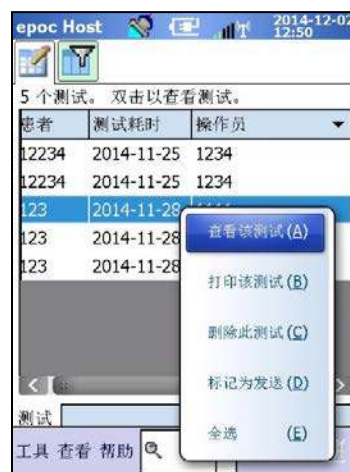 epoc Host 2014-12-02
12:50
5 个测试。 双击以查看测试。
患者 测试耗时 操作员
12234 2014-11-25 1234
12234 2014-11-25 1234
123 2014-11-28
123 2014-11-28
123 2014-11-28
查看该测试(A)
打印该测试(B)
删除此测试(C)
标记为发送(D)
全选 (E)
测试
工具 查看 帮助